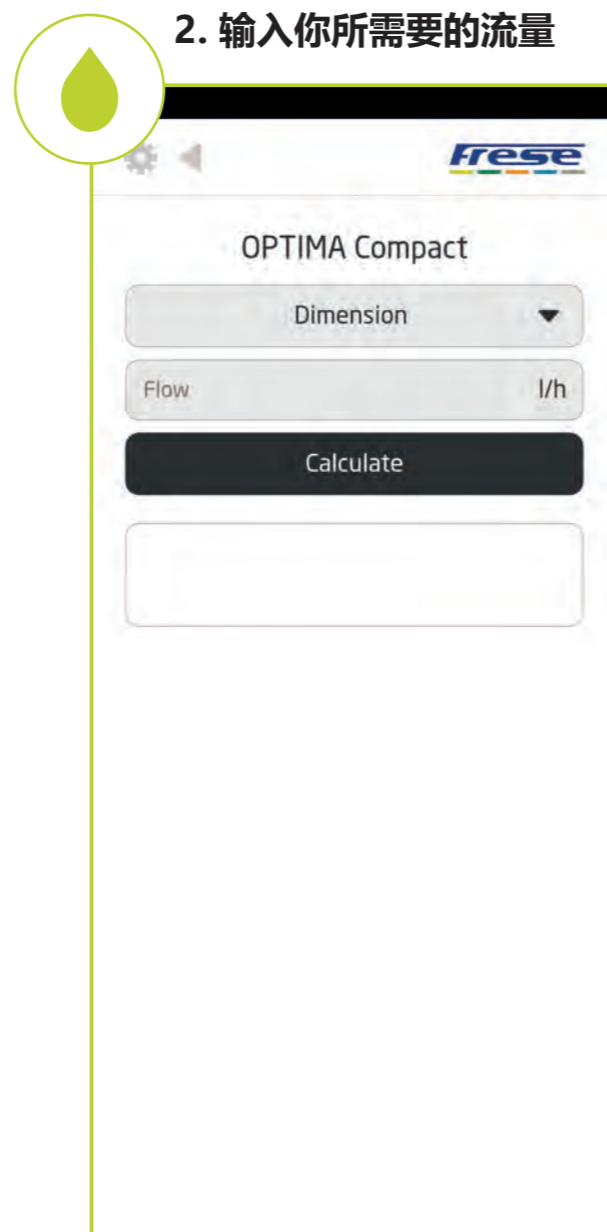 2. 输入你所需要的流量
Frese
OPTIMA Compact
Dimension
Flow l/h
Calculate